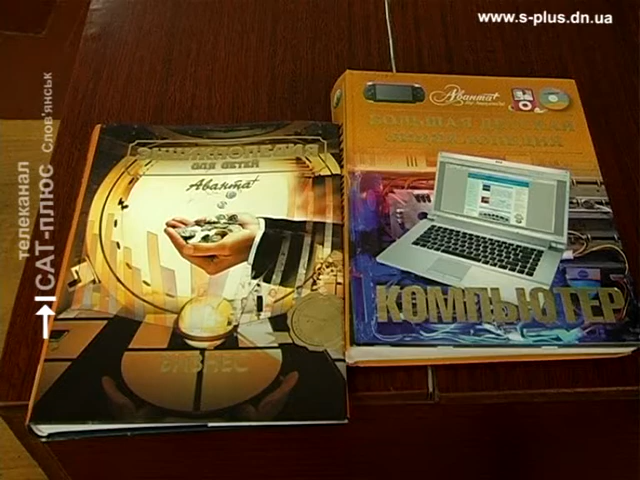 www.s-plus.dn.ua
телеканал
САТ-ПЛЮС
Слов'янськ
ЭНЦИКЛОПЕДИЯ
ДЛЯ ДЕТЕЙ
Аванта+
БИЗНЕС
Аванта+
БОЛЬШАЯ ДЕТСКАЯ
ЭНЦИКЛОПЕДИЯ
КОМПЬЮТЕР